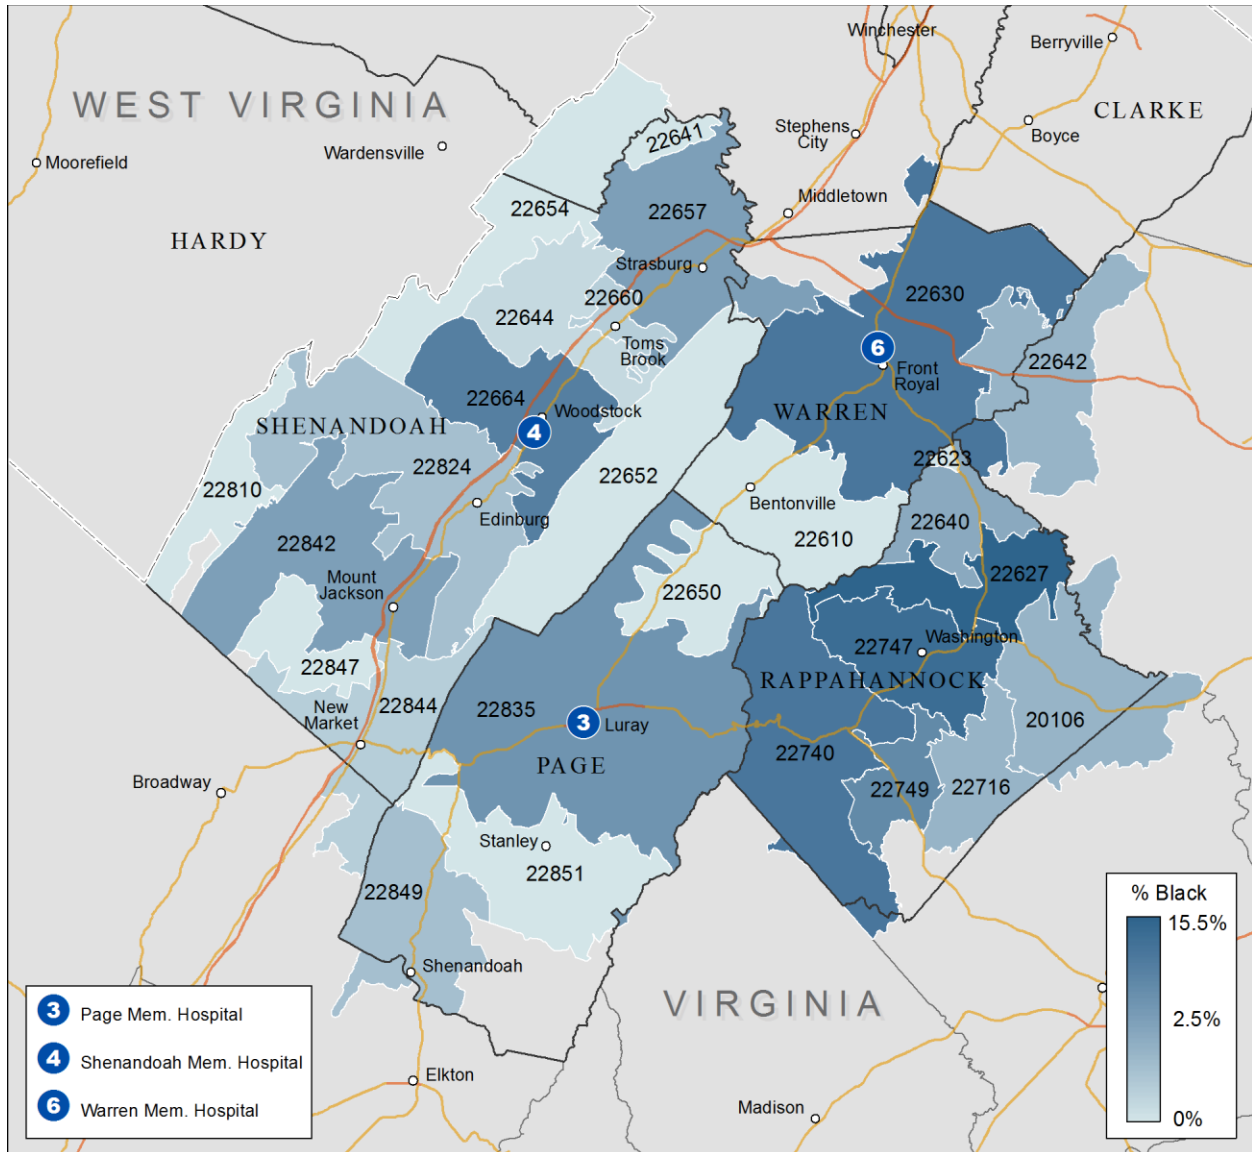 Winchester
Berryville
WEST VIRGINIA
CLARKE
Stephens
City
Boyce
22641
Wardensville
Moorefield
Middletown
22654
22657
HARDY
Strasburg
22660
22630
22644
Toms
Brook
6
Front
Royal
22642
22664
Woodstock
WARREN
SHENANDOAH
4
22824
22623
22652
22810
Bentonville
Edinburg
22640
22842
22610
22627
Mount
Jackson
22650
Washington
22747
22847
RAPPAHANNOCK
New
Market
22844
22835
3
Luray
20106
22740
PAGE
Broadway
22749
22716
Stanley
22851
22849
% Black
15.5%
2.5%
0%
Shenandoah
VIRGINIA
3 Page Mem. Hospital
4 Shenandoah Mem. Hospital
6 Warren Mem. Hospital
Elkton
Madison